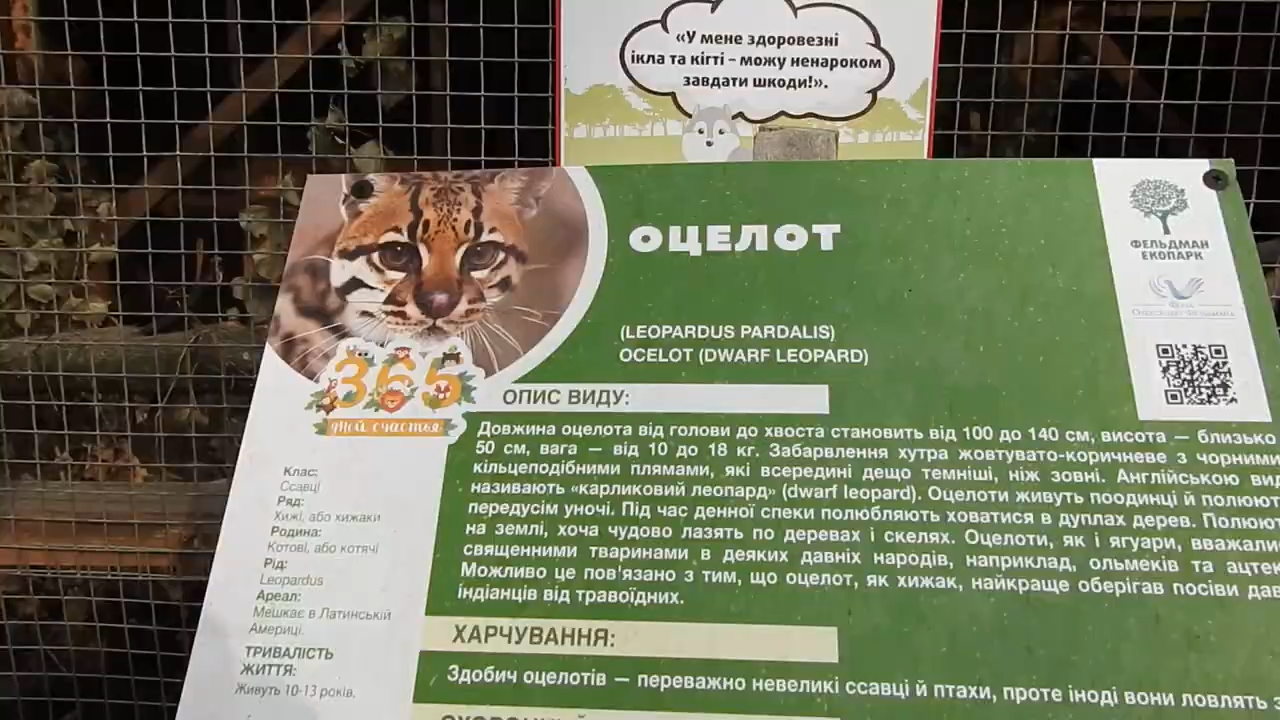 «У мене здоровезні
ікла та кігті – можу ненароком
завдати шкоди!».
ОЦЕЛОТ
ФЕЛЬДМАН
ЕКОПАРК
(LEOPARDUS PARDALIS)
OCELOT (DWARF LEOPARD)
365
Мой счастья
ОПИС ВИДУ:
Довжина оцелота від голови до хвоста становить від 100 до 140 см, висота — близько
50 см, вага — від 10 до 18 кг. Забарвлення хутра жовтувато-коричневе з чорними
кільцеподібними плямами, які всередині дещо темніші, ніж зовні. Англійською вид
називають «карликовий леопард» (dwarf leopard). Оцелоти живуть поодинці й полюют
передусім уночі. Під час денної спеки полюбляють ховатися в дуплах дерев. Полюют
на землі, хоча чудово лазять по деревах і скелях. Оцелоти, як і ягуари, вважали
священними тваринами в деяких давніх народів, наприклад, ольмеків та ацтек
Можливо це пов'язано з тим, що оцелот, як хижак, найкраще оберігав посіви дав
індіанців від травоїдних.
Клас:
Ссавці
Ряд:
Хижі, або хижаки
Родина:
Котові, або котячі
Рід:
Leopardus
Ареал:
Мешкає в Латинській
Америці.
ТРИВАЛІСТЬ
ЖИТТЯ:
Живуть 10-13 років.
ХАРЧУВАННЯ:
Здобич оцелотів — переважно невеликі ссавці й птахи, проте іноді вони ловлять з